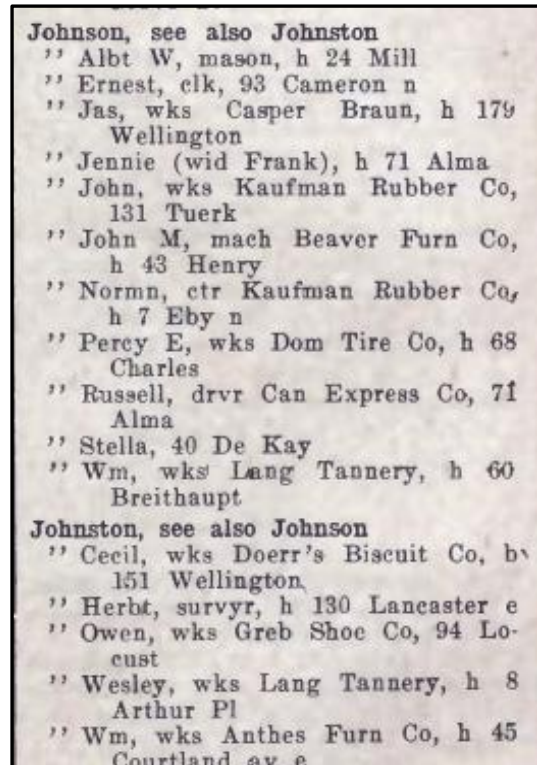 Johnson, see also Johnston
" Albt W, mason, h 24 Mill
" Ernest, clk, 93 Cameron n
" Jas, wks Casper Braun, h 179
Wellington
" Jennie (wid Frank), h 71 Alma
" John, wks Kaufman Rubber Co,
131 Tuerk
" John M, mach Beaver Furn Co,
h 43 Henry
" Normn, ctr Kaufman Rubber Co,
h 7 Eby n
" Percy E, wks Dom Tire Co, h 68
Charles
" Russell, drvr Can Express Co, 71
Alma
" Stella, 40 De Kay
" Wm, wks Lang Tannery, h 60
Breithaupt
Johnston, see also Johnson
" Cecil, wks Doerr's Biscuit Co, b
151 Wellington
" Herbt, survyr, h 130 Lancaster e
" Owen, wks Greb Shoe Co, 94 Lo-
cust
" Wesley, wks Lang Tannery, h 8
Arthur Pl
" Wm, wks Anthes Furn Co, h 45
Courtland av e